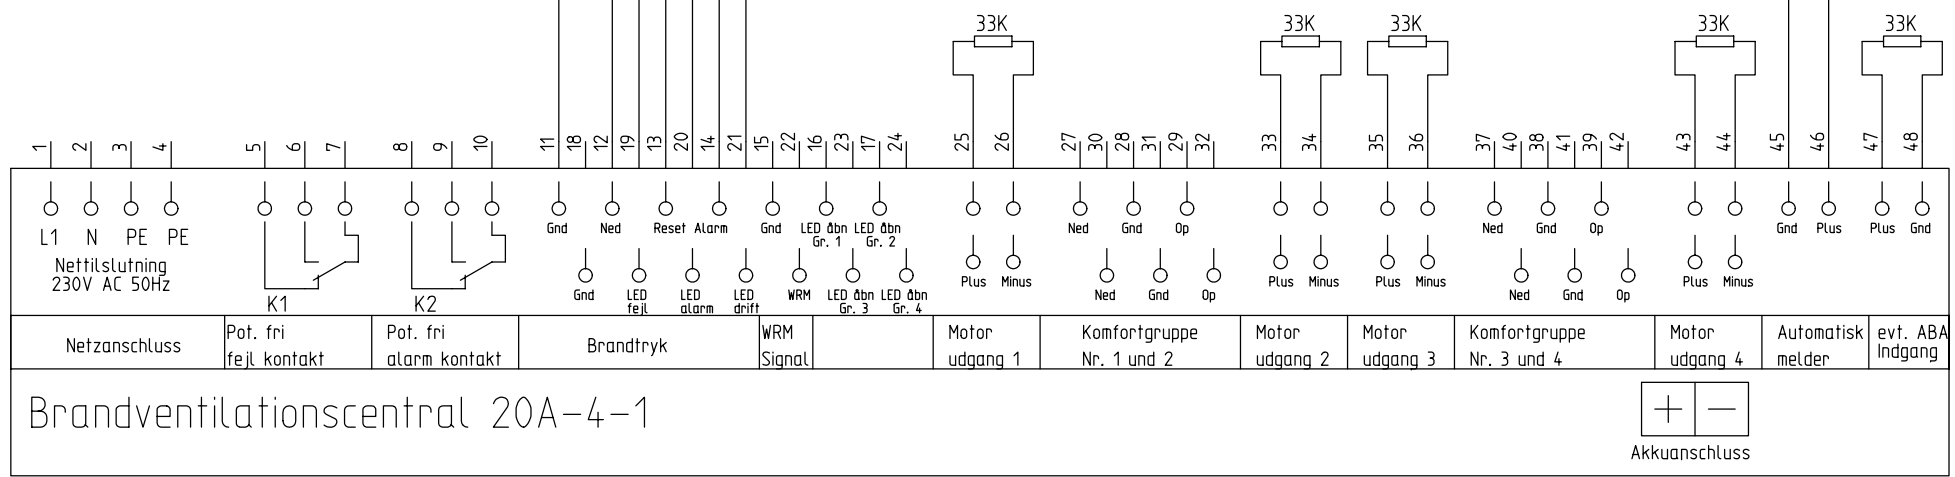 33K 33K 33K 33K 33K
1 2 3 4 5 6 7 8 9 10 11 18 12 19 13 20 14 21 15 22 16 23 17 24 25 26 27 30 28 31 29 32 33 34 35 36 37 40 38 41 39 42 43 44 45 46 47 48
L1 N PE PE
Nettilslutning
230V AC 50Hz
K1
K2
Gnd Ned Reset Alarm Gnd LED åbn Gr. 1 LED åbn Gr. 2
Gnd LED fejl LED alarm LED drift WRM LED åbn Gr. 3 LED åbn Gr. 4
Plus Minus
Ned Gnd Op
Ned Gnd Op
Plus Minus
Plus Minus
Ned Gnd Op
Ned Gnd Op
Plus Minus
Gnd Plus
Plus Gnd
Netzanschluss
Pot. fri
fejl kontakt
Pot. fri
alarm kontakt
Brandtryk
WRM
Signal
Motor
udgang 1
Komfortgruppe
Nr. 1 und 2
Motor
udgang 2
Motor
udgang 3
Komfortgruppe
Nr. 3 und 4
Motor
udgang 4
Automatisk
melder
evt. ABA
Indgang
Brandventilationscentral 20A-4-1
+ −
Akkuanschluss